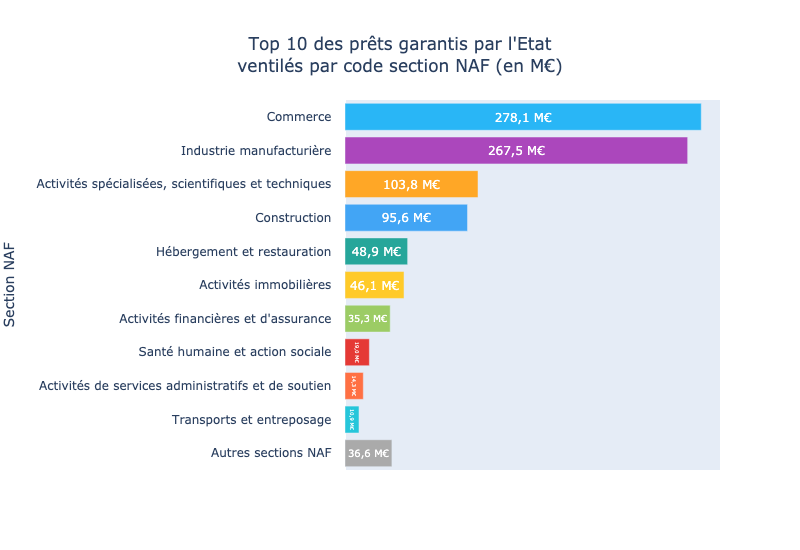 Top 10 des prêts garantis par l'Etat
ventilés par code section NAF (en M€)
Section NAF
Commerce 278,1 M€
Industrie manufacturière 267,5 M€
Activités spécialisées, scientifiques et techniques 103,8 M€
Construction 95,6 M€
Hébergement et restauration 48,9 M€
Activités immobilières 46,1 M€
Activités financières et d'assurance 35,3 M€
Santé humaine et action sociale M€
Activités de services administratifs et de soutien M€
Transports et entreposage 10,9 M€
Autres sections NAF 36,6 M€